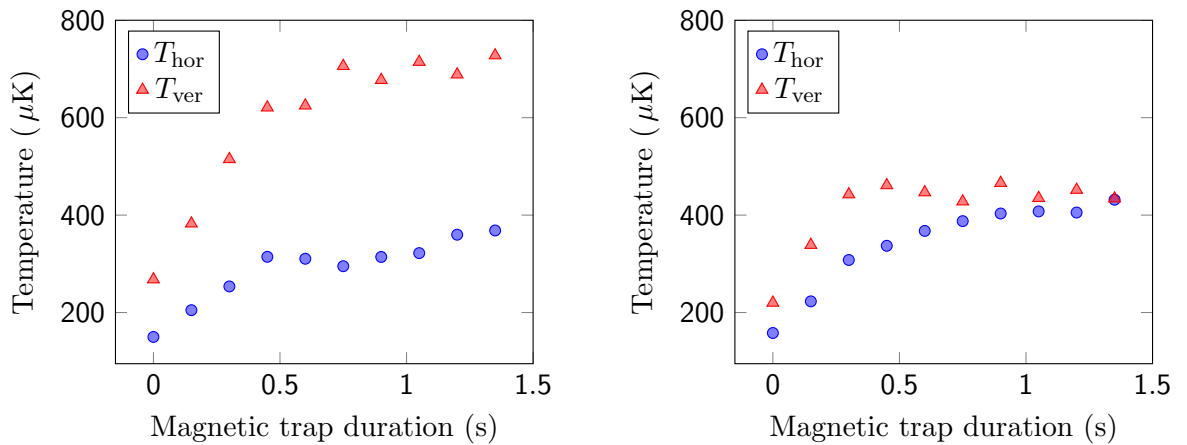 800
600
400
200
0
0.5
1
1.5
Temperature ( μK)
Magnetic trap duration (s)
T_hor
T_ver
800
600
400
200
0
0.5
1
1.5
Temperature ( μK)
Magnetic trap duration (s)
T_hor
T_ver